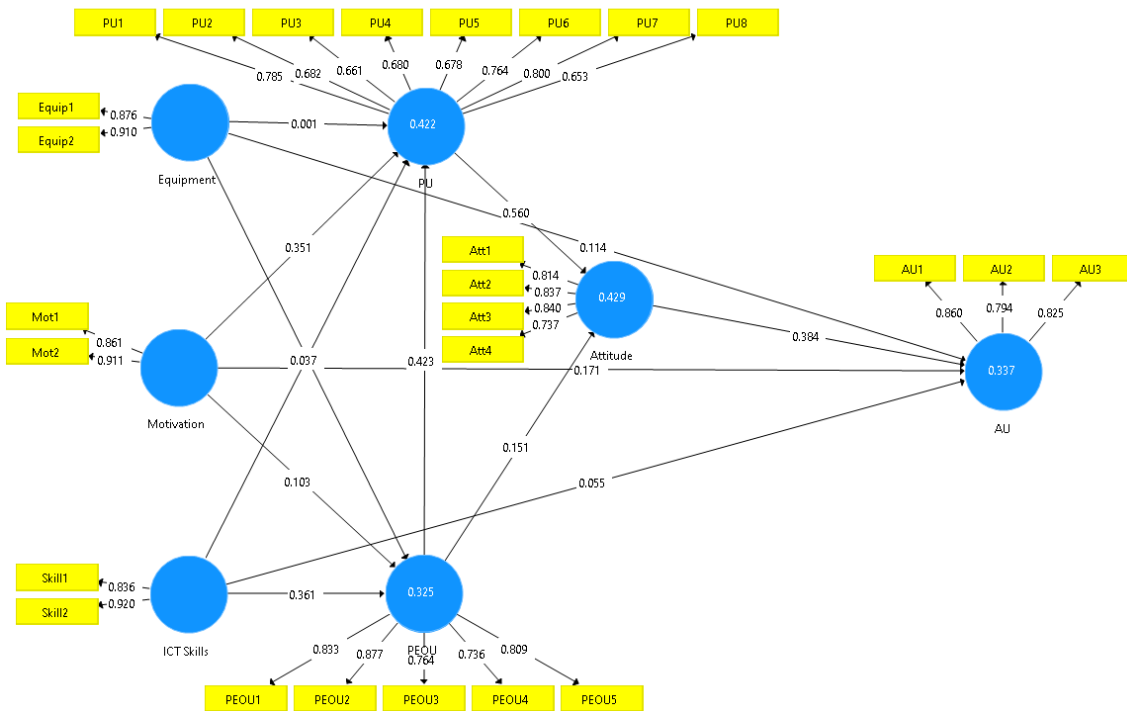 PU1 PU2 PU3 PU4 PU5 PU6 PU7 PU8
0.785 0.682 0.661 0.680 0.678 0.764 0.800 0.653
Equip1
0.876
Equip2
0.910
0.001
0.422
Equipment
PU
0.560
0.351
0.114
Att1
0.814
Att2
0.837
Att3
0.840
Att4
0.737
0.429
Attitude
AU1 AU2 AU3
0.860 0.794 0.825
0.384
Mot1
0.861
Mot2
0.911
0.037
0.423
0.171
0.337
Motivation
AU
0.103
0.151
0.055
Skill1
0.836
Skill2
0.920
0.361
0.325
ICT Skills
PEOU
0.833 0.877 0.764 0.736 0.809
PEOU1 PEOU2 PEOU3 PEOU4 PEOU5